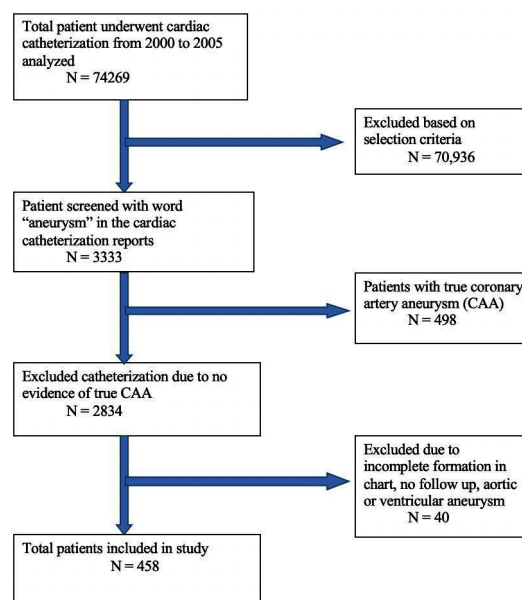 Total patient underwent cardiac
catheterization from 2000 to 2005
analyzed
N = 74269
Excluded based on
selection criteria
N = 70,936
Patient screened with word
“aneurysm” in the cardiac
catheterization reports
N = 3333
Patients with true coronary
artery aneurysm (CAA)
N = 498
Excluded catheterization due to no
evidence of true CAA
N = 2834
Excluded due to
incomplete formation in
chart, no follow up, aortic
or ventricular aneurysm
N = 40
Total patients included in study
N = 458